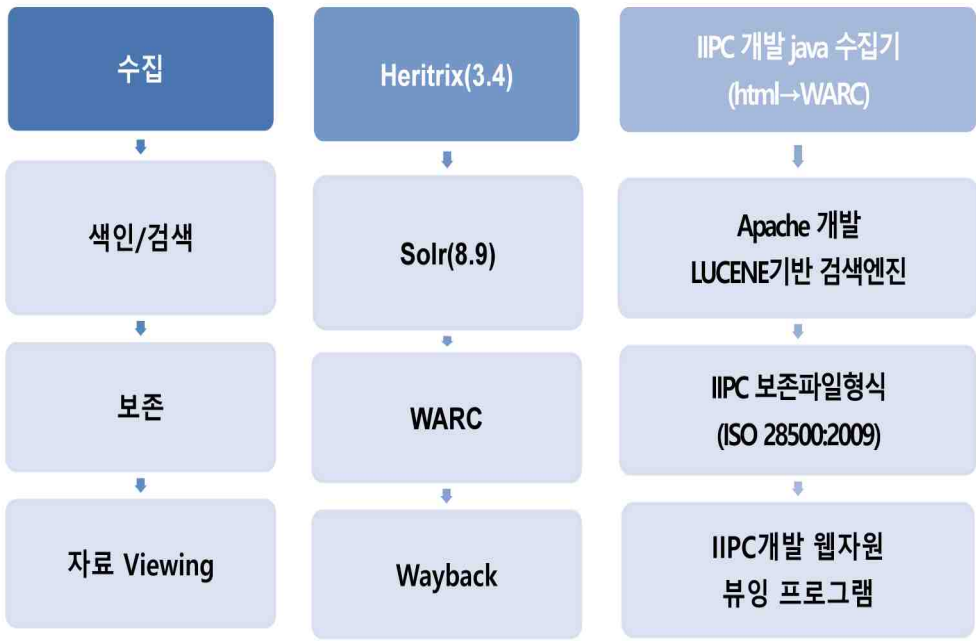 수집
색인/검색
보존
자료 Viewing
Heritrix(3.4)
Solr(8.9)
WARC
Wayback
IIPC 개발 java 수집기
(html→WARC)
Apache 개발
LUCENE기반 검색엔진
IIPC 보존파일형식
(ISO 28500:2009)
IIPC개발 웹자원
뷰잉 프로그램